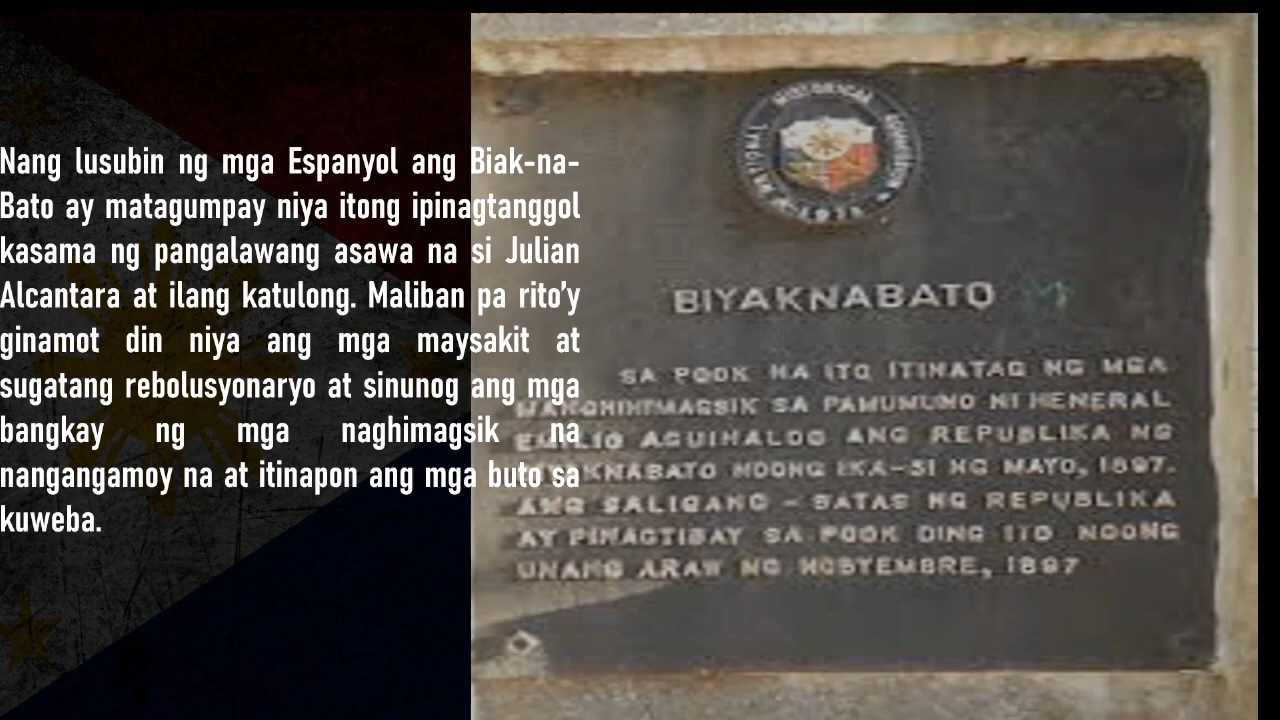 Nang lusubin ng mga Espanyol ang Biak-na-
Bato ay matagumpay niya itong ipinagtanggol
kasama ng pangalawang asawa na si Julian
Alcantara at ilang katulong. Maliban pa rito'y
ginamot din niya ang mga maysakit at
sugatang rebolusyonaryo at sinunog ang mga
bangkay ng mga naghimagsik na
nangangamoy na at itinapon ang mga buto sa
kuweba.
HISTORICAL
BIYAKNABATO
SA POOK NA ITO ITINATAG NG MGA
SA PAMUMUNO NI HENERAL
EMILIO AGUINALDO ANG REPUBLIKA NG
NOONG IKA-31 NG MAYO, 1897.
ANG SALIGANG-BATAS NG REPUBLIKA
AY PINAGTIBAY SA POOK DING ITO NOONG
UNANG ARAW NG NOBYEMBRE, 1897